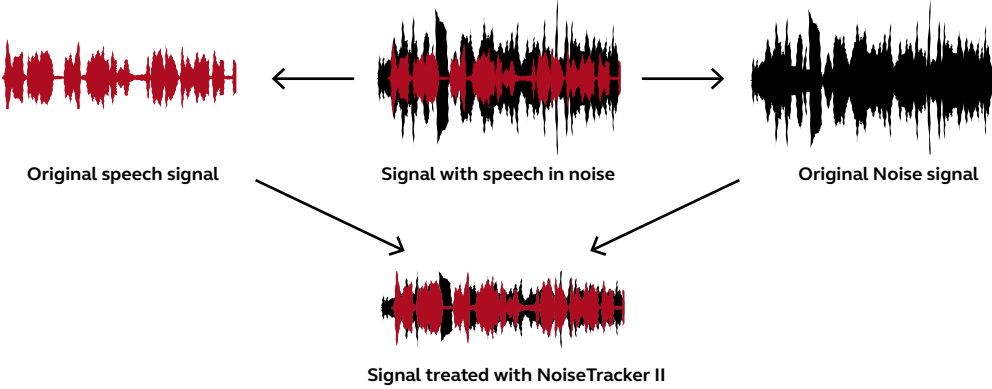 Original speech signal
Signal with speech in noise
Original Noise signal
Signal treated with NoiseTracker II